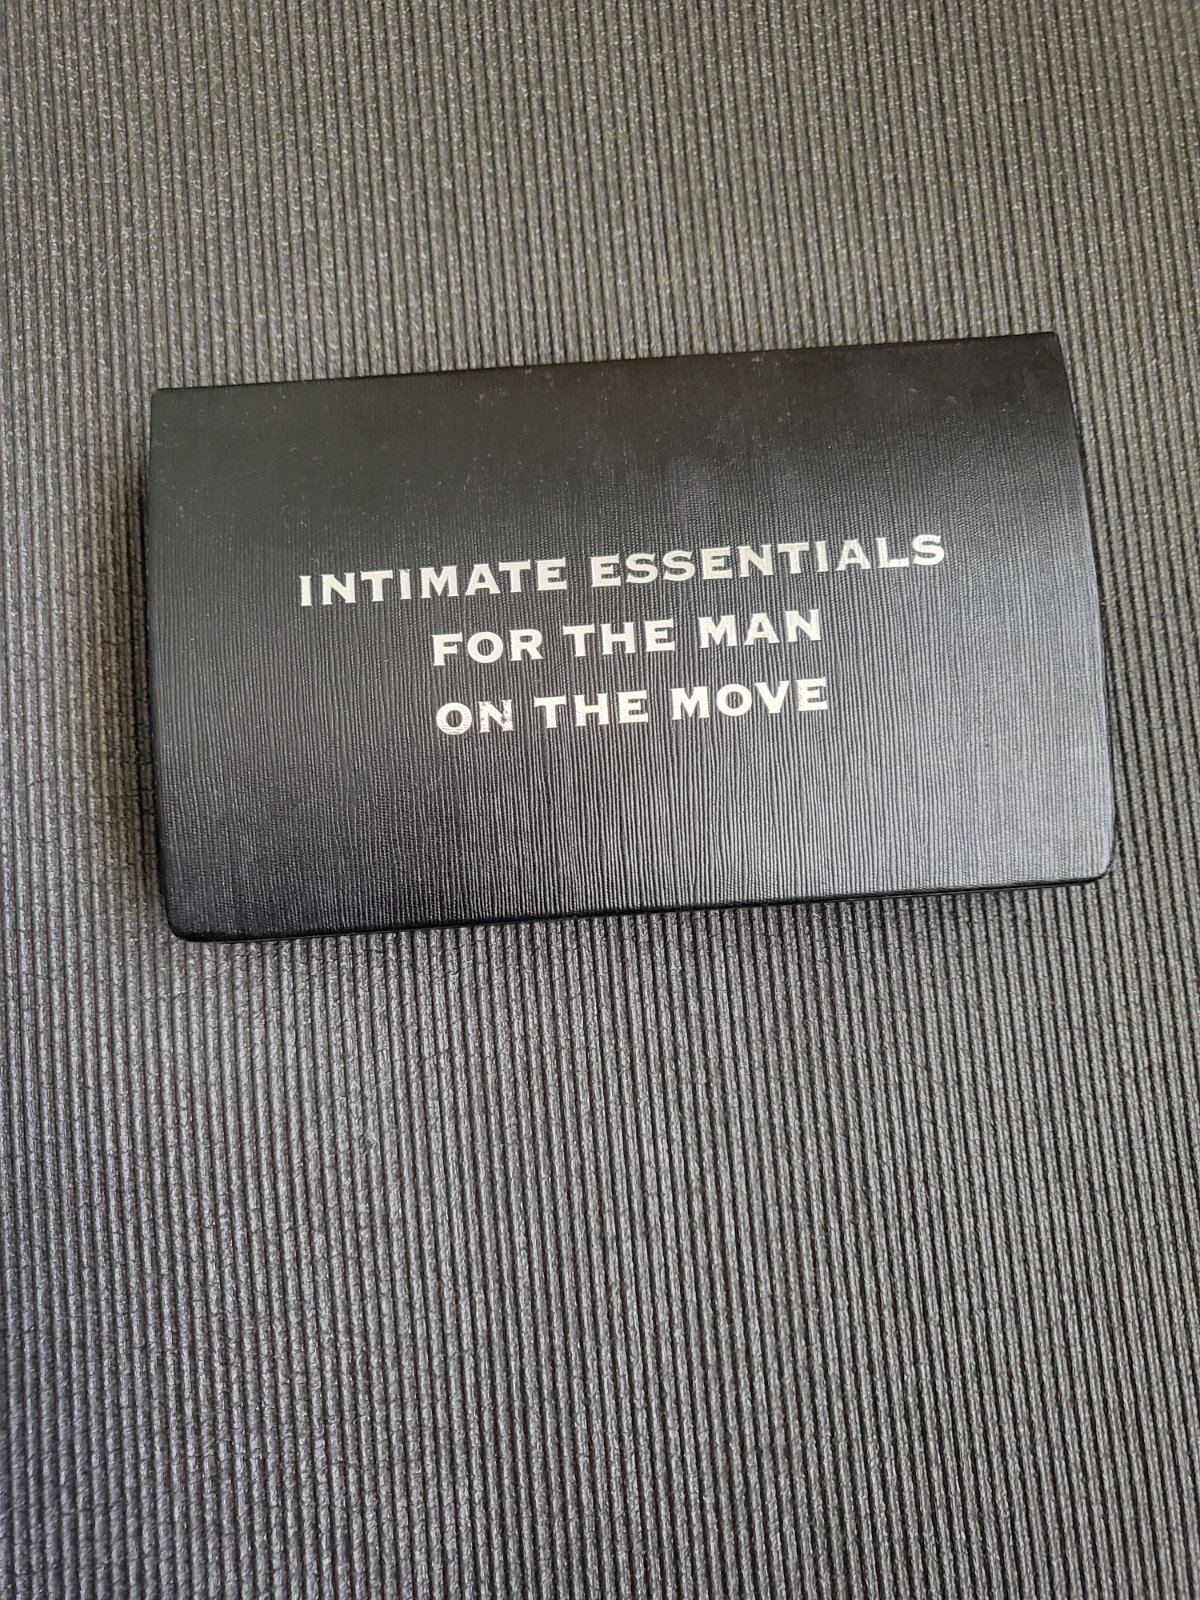 INTIMATE ESSENTIALS
FOR THE MAN
ON THE MOVE